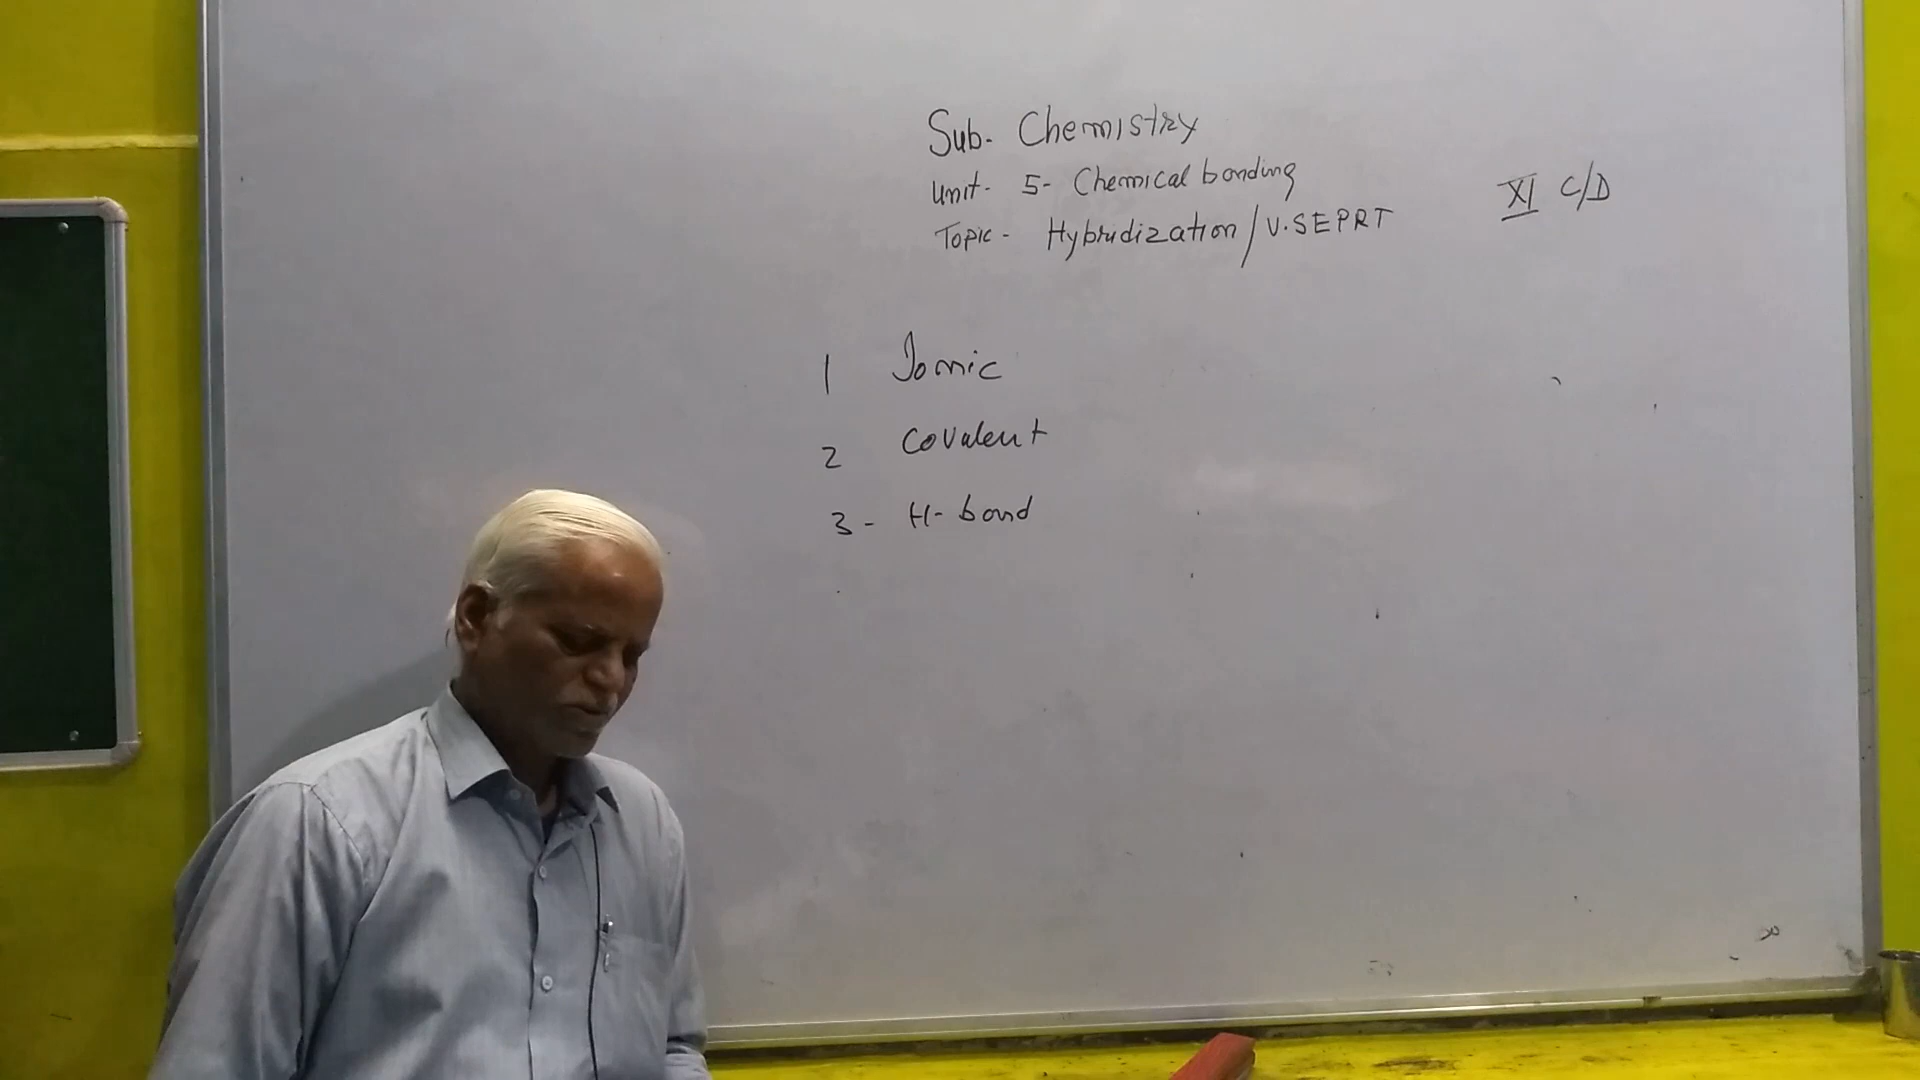 Sub- Chemistry
Unit- 5- Chemical bonding
Topic- Hybridization/V.SEPRT
XI C/D
1 Ionic
2 Covalent
3- H-bond